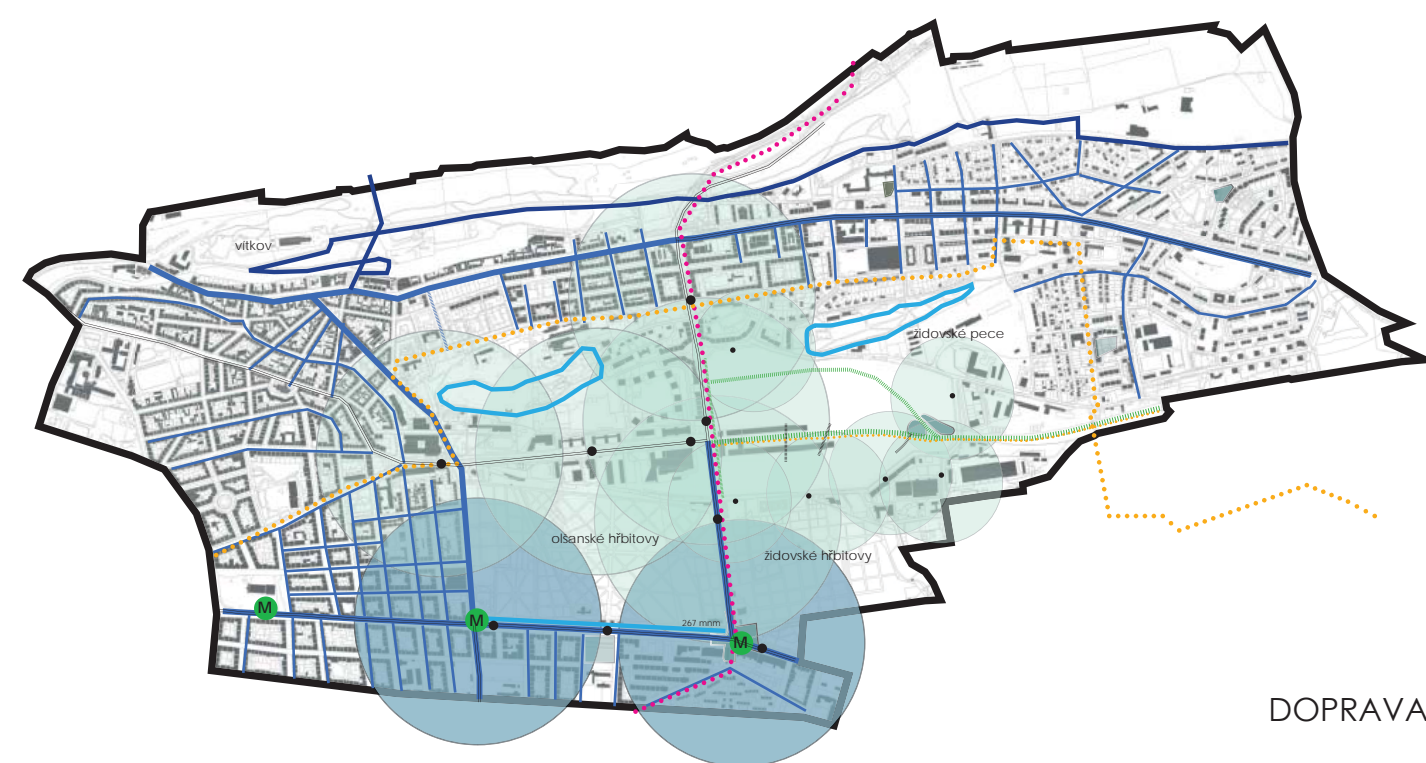 vítkov
židovské pece
olšanské hřbitovy
židovské hřbitovy
M
M
267 mnm
M
DOPRAVA